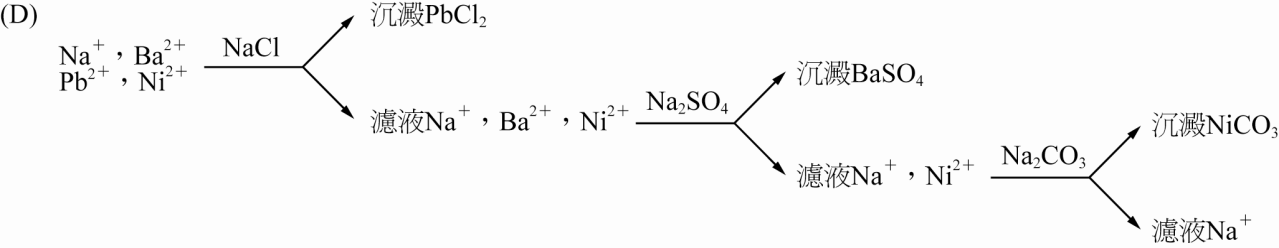 (D)
Na⁺，Ba²⁺
Pb²⁺，Ni²⁺
NaCl
沉澱PbCl₂
濾液Na⁺，Ba²⁺，Ni²⁺
Na₂SO₄
沉澱BaSO₄
濾液Na⁺，Ni²⁺
Na₂CO₃
沉澱NiCO₃
濾液Na⁺